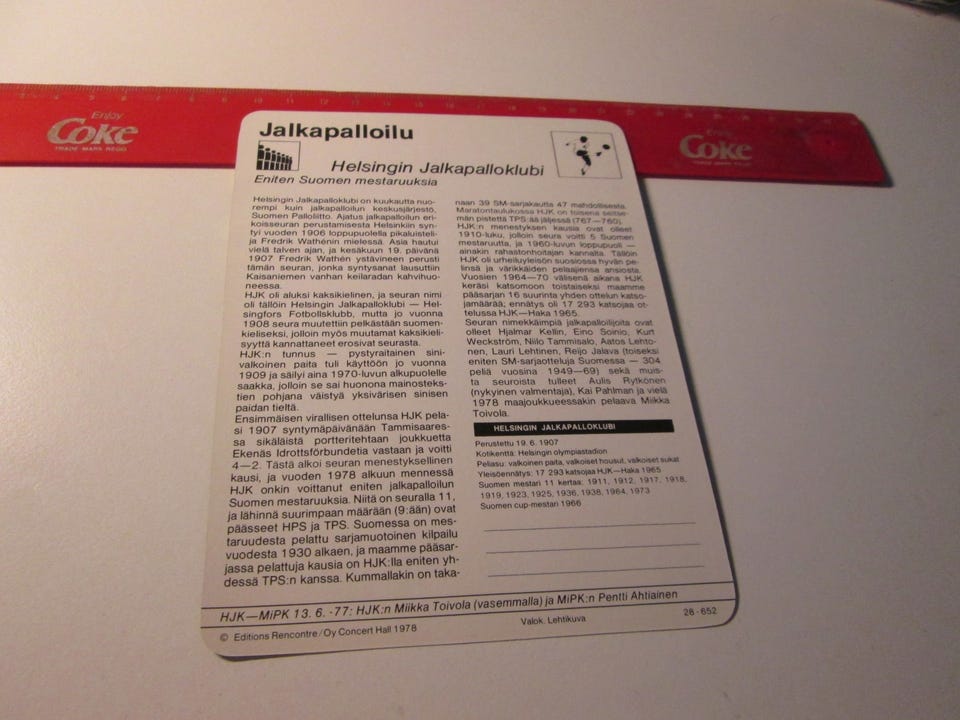 Enjoy
Coke
TRADE MARK REGD
Enjoy
Coke
TRADE MARK REGD
Jalkapalloilu
Helsingin Jalkapalloklubi
Eniten Suomen mestaruuksia
Helsingin Jalkapalloklubi on kuukautta nuo-
rempi kuin jalkapalloilun keskusjärjestö,
Suomen Palloliitto. Ajatus jalkapalloilun eri-
koisseuran perustamisesta Helsinkiin syn-
tyi vuoden 1906 loppupuolella pikaluisteli-
ja Fredrik Wathénin mielessä. Asia hautui
vielä talven ajan, ja kesäkuun 19. päivänä
1907 Fredrik Wathén ystävineen perusti
tämän seuran, jonka syntysanat lausuttiin
Kaisaniemen vanhan keilaradan kahvihuo-
neessa.
HJK oli aluksi kaksikielinen, ja seuran nimi
oli tällöin Helsingin Jalkapalloklubi — Hel-
singfors Fotbollsklubb, mutta jo vuonna
1908 seura muutettiin pelkästään suomen-
kieliseksi, jolloin myös muutamat kaksikieli-
syyttä kannattaneet erosivat seurasta.
HJK:n tunnus — pystyraitainen sini-
valkoinen paita tuli käyttöön jo vuonna
1909 ja säilyi aina 1970-luvun alkupuolelle
saakka, jolloin se sai huonona mainosteks-
tien pohjana väistyä yksivärisen sinisen
paidan tieltä.
Ensimmäisen virallisen ottelunsa HJK pela-
si 1907 syntymäpäivänään Tammisaares-
sa sikäläistä portteritehtaan joukkuetta
Ekenäs Idrottsförbundetia vastaan ja voitti
4—2. Tästä alkoi seuran menestyksellinen
kausi, ja vuoden 1978 alkuun mennessä
HJK onkin voittanut eniten jalkapalloilun
Suomen mestaruuksia. Niitä on seuralla 11,
ja lähinnä suurimpaan määrään (9:ään) ovat
päässeet HPS ja TPS. Suomessa on mes-
taruudesta pelattu sarjamuotoinen kilpailu
vuodesta 1930 alkaen, ja maamme pääsar-
jassa pelattuja kausia on HJK:lla eniten yh-
dessä TPS:n kanssa. Kummallakin on taka-
naan 39 SM-sarjakautta 47 mahdollisesta.
Maratontaulukossa HJK on toisena seitse-
män pistettä TPS:ää jäljessä (767—760).
HJK:n menestyksen kausia ovat olleet
1910-luku, jolloin seura voitti 5 Suomen
mestaruutta, ja 1960-luvun loppupuoli —
ainakin rahastonhoitajan kannalta. Tällöin
HJK oli urheiluyleisön suosiossa hyvän pe-
linsä ja värikkäiden pelaajiensa ansiosta.
Vuosien 1964—70 välisenä aikana HJK
keräsi katsomoon toistaiseksi maamme
pääsarjan 16 suurinta yhden ottelun katso-
jamäärää; ennätys oli 17 293 katsojaa ot-
telussa HJK—Haka 1965.
Seuran nimekkäimpiä jalkapalloilijoita ovat
olleet Hjalmar Kellin, Eino Soinio, Kurt
Weckström, Niilo Tammisalo, Aatos Lehto-
nen, Lauri Lehtinen, Reijo Jalava (toiseksi
eniten SM-sarjaotteluja Suomessa — 304
peliä vuosina 1949—69) sekä muis-
ta seuroista tulleet Aulis Rytkönen
(nykyinen valmentaja), Kai Pahlman ja vielä
1978 maajoukkueessakin pelaava Miikka
Toivola.
HELSINGIN JALKAPALLOKLUBI
Perustettu 19. 6. 1907
Kotikenttä: Helsingin olympiastadion
Peliasu: valkoinen paita, valkoiset housut, valkoiset sukat
Yleisöennätys: 17 293 katsojaa HJK—Haka 1965
Suomen mestari 11 kertaa: 1911, 1912, 1917, 1918,
1919, 1923, 1925, 1936, 1938, 1964, 1973
Suomen cup-mestari 1966
HJK—MiPK 13. 6. -77: HJK:n Miikka Toivola (vasemmalla) ja MiPK:n Pentti Ahtiainen
© Editions Rencontre/Oy Concert Hall 1978
Valok. Lehtikuva
28-652